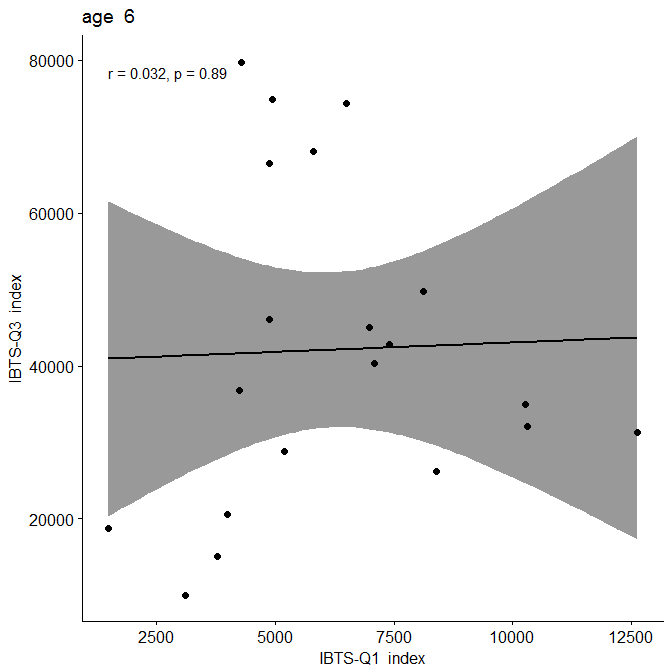 age 6
r = 0.032, p = 0.89
80000
60000
40000
20000
IBTS-Q3 index
2500 5000 7500 10000 12500
IBTS-Q1 index